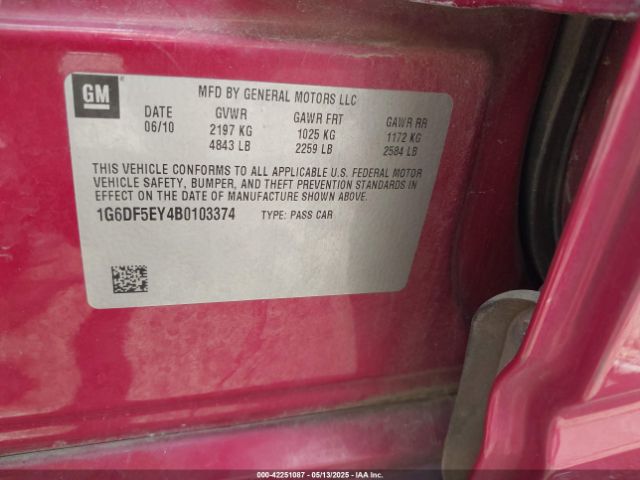 GM
MFD BY GENERAL MOTORS LLC
DATE GVWR GAWR FRT GAWR RR
06/10 2197 KG 1025 KG 1172 KG
4843 LB 2259 LB 2584 LB
THIS VEHICLE CONFORMS TO ALL APPLICABLE U.S. FEDERAL MOTOR
VEHICLE SAFETY, BUMPER, AND THEFT PREVENTION STANDARDS IN
EFFECT ON THE DATE OF MANUFACTURE SHOWN ABOVE.
1G6DF5EY4B0103374 TYPE: PASS CAR
000-42251087 - 05/13/2025 - IAA Inc.